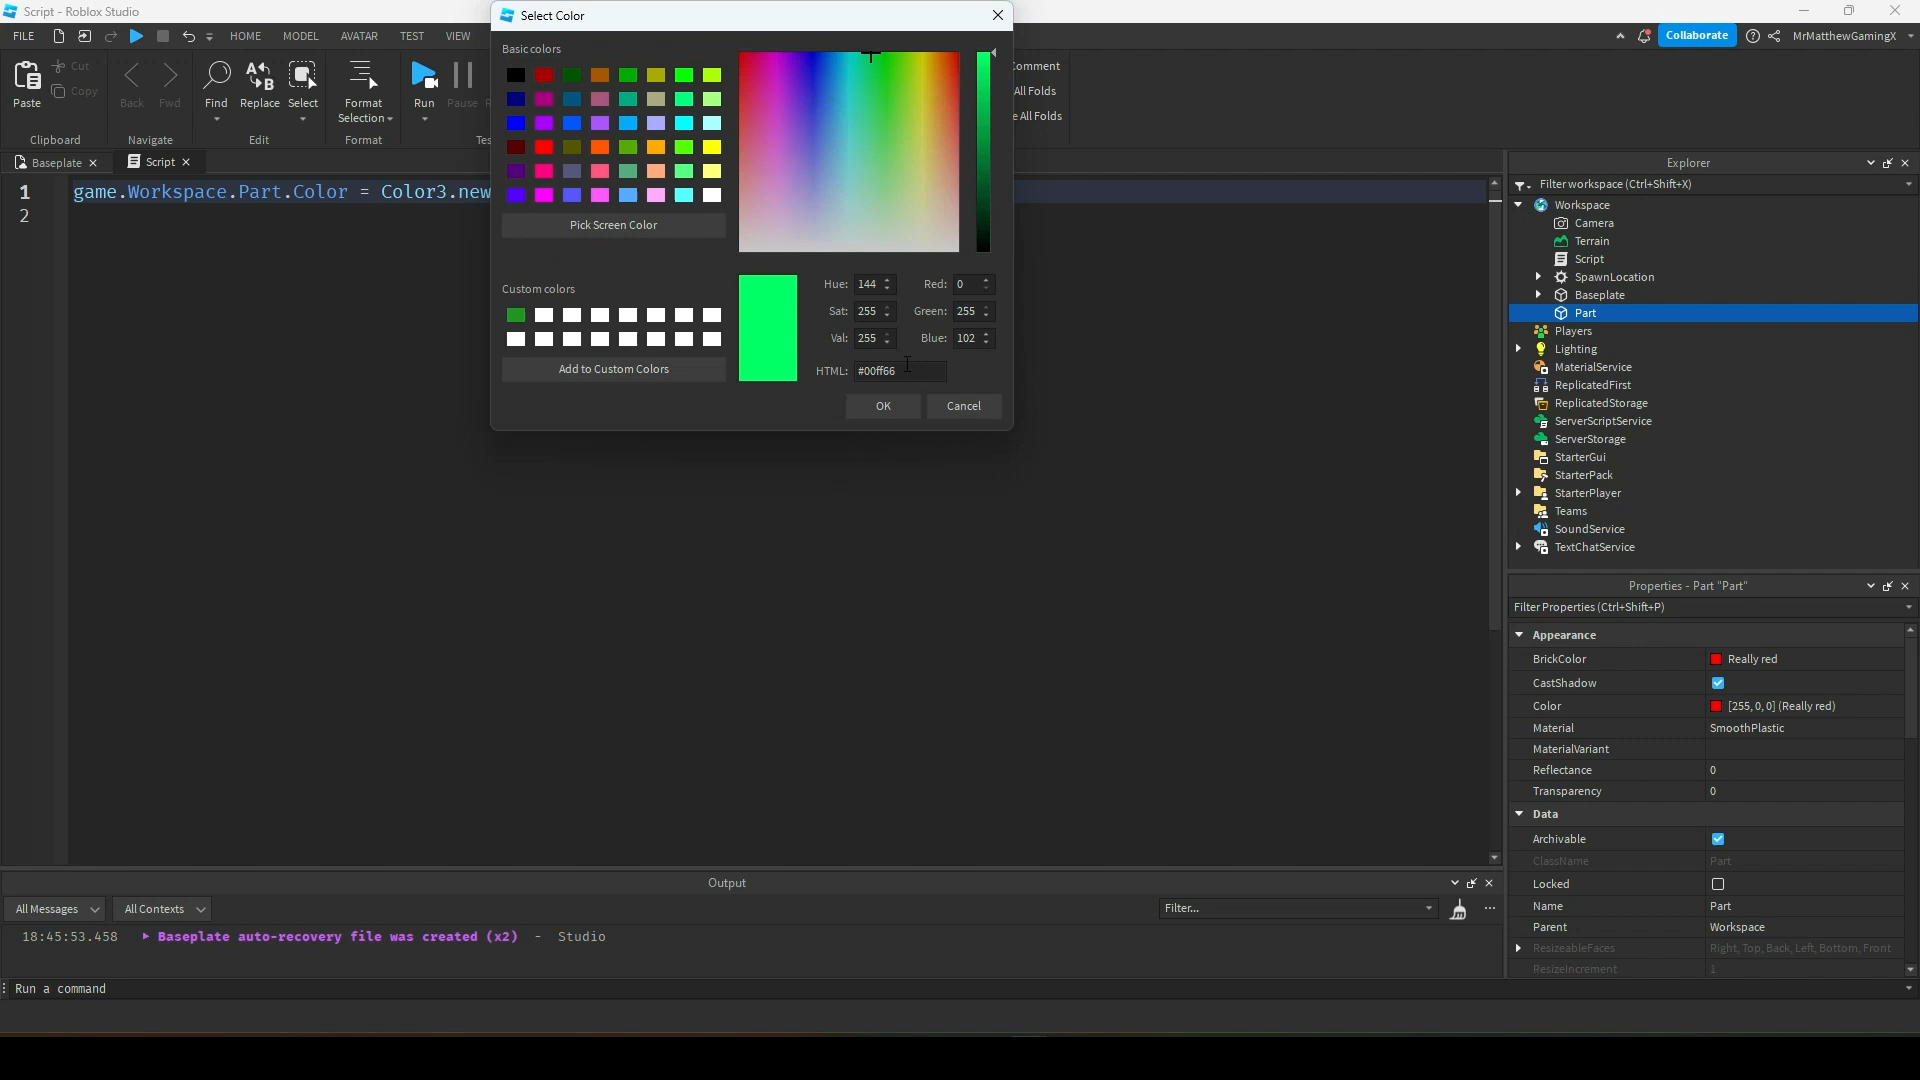 Script - Roblox Studio
Select Color
FILE
HOME
MODEL
AVATAR
TEST
VIEW
Collaborate
MrMatthewGamingX
Paste
Cut
Copy
Back
Fwd
Find
Replace
Select
Format
Selection
Run
Pause
All Folds
All Folds
Clipboard
Navigate
Edit
Format
Baseplate
Script
1 game.Workspace.Part.Color = Color3.new
2
Basic colors
Pick Screen Color
Custom colors
Add to Custom Colors
Hue: 144 Red: 0
Sat: 255 Green: 255
Val: 255 Blue: 102
HTML: #00ff66
OK
Cancel
Explorer
Filter workspace (Ctrl+Shift+X)
Workspace
Camera
Terrain
Script
SpawnLocation
Baseplate
Part
Players
Lighting
MaterialService
ReplicatedFirst
ReplicatedStorage
ServerScriptService
ServerStorage
StarterGui
StarterPack
StarterPlayer
Teams
SoundService
TextChatService
Properties - Part "Part"
Filter Properties (Ctrl+Shift+P)
Appearance
BrickColor Really red
CastShadow
Color [255, 0, 0] (Really red)
Material SmoothPlastic
MaterialVariant
Reflectance 0
Transparency 0
Data
Archivable
ClassName Part
Locked
Name Part
Parent Workspace
ResizeableFaces Right, Top, Back, Left, Bottom, Front
ResizeIncrement 1
Output
All Messages
All Contexts
Filter...
18:45:53.458 Baseplate auto-recovery file was created (x2) - Studio
Run a command